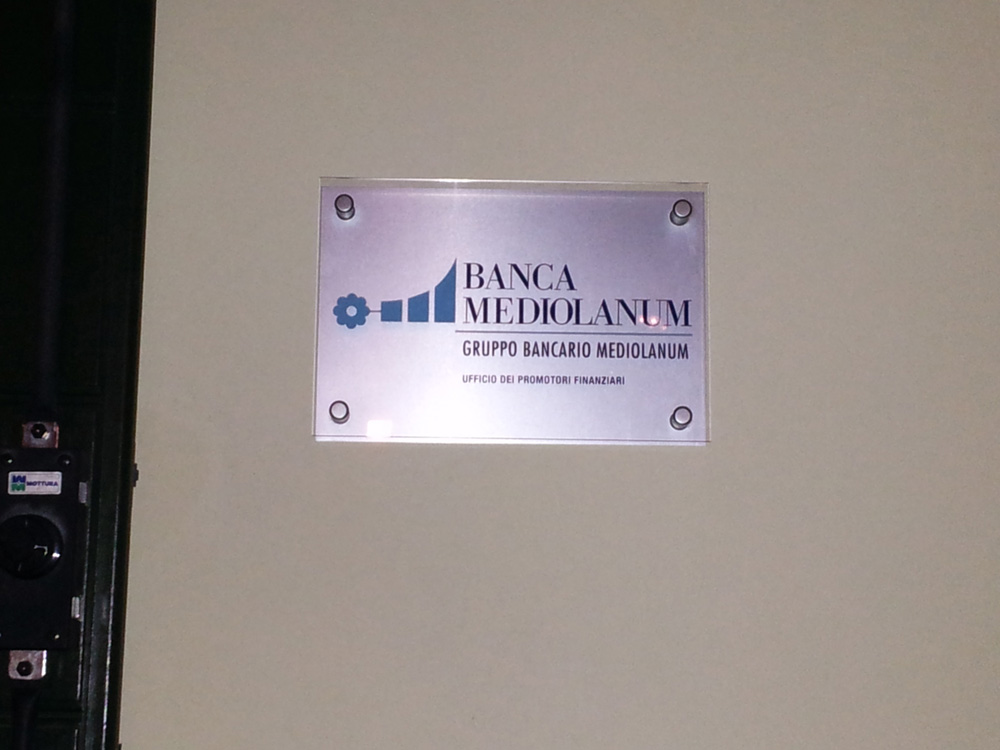 BANCA
MEDIOLANUM
GRUPPO BANCARIO MEDIOLANUM
UFFICIO DEI PROMOTORI FINANZIARI
MOTTURA